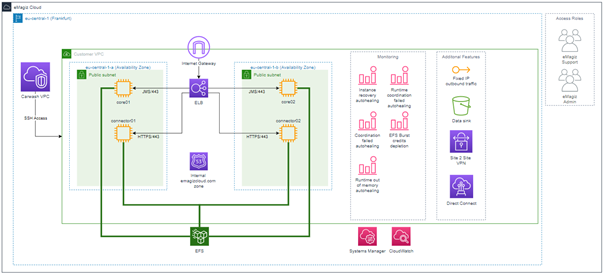 eMagiz Cloud
eu-central-1 (Frankfurt)
Access Roles
Customer VPC
eu-central-1-a (Availability Zone)
Public subnet
core01
JMS:443
connector01
HTTPS:443
Internet Gateway
ELB
Internal
emagizcloud.com
zone
eu-central-1-b (Availability Zone)
Public subnet
core02
JMS:443
connector02
HTTPS:443
Monitoring
Instance
recovery
autohealing
Runtime
coordination
failed
autohealing
Coordination
failed
autohealing
EFS Burst
credits
depletion
Runtime out
of memory
autohealing
Additional Features
Fixed IP
outbound traffic
Data sink
Site 2 Site
VPN
Direct Connect
eMagiz
Support
eMagiz
Admin
Carwash VPC
SSH Access
EFS
Systems Manager
CloudWatch